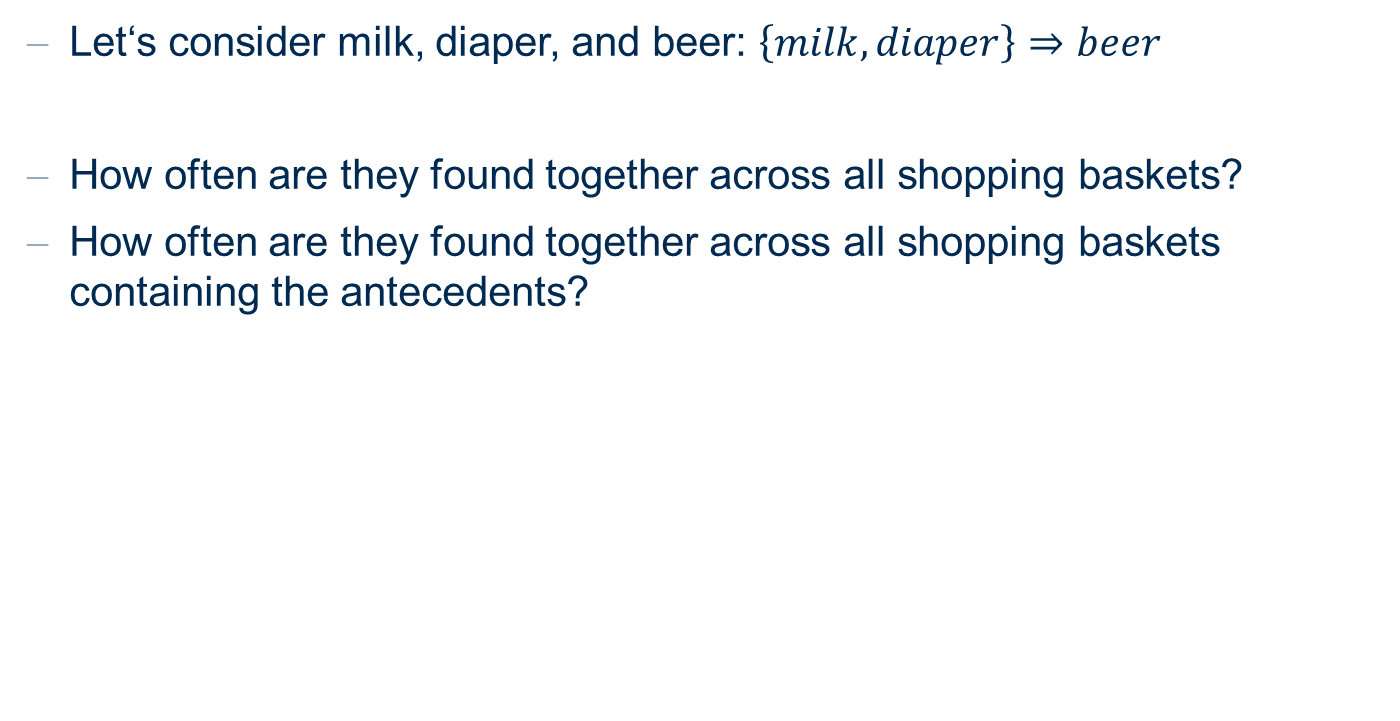 – Let‘s consider milk, diaper, and beer: {milk, diaper} ⇒ beer
– How often are they found together across all shopping baskets?
– How often are they found together across all shopping baskets
containing the antecedents?